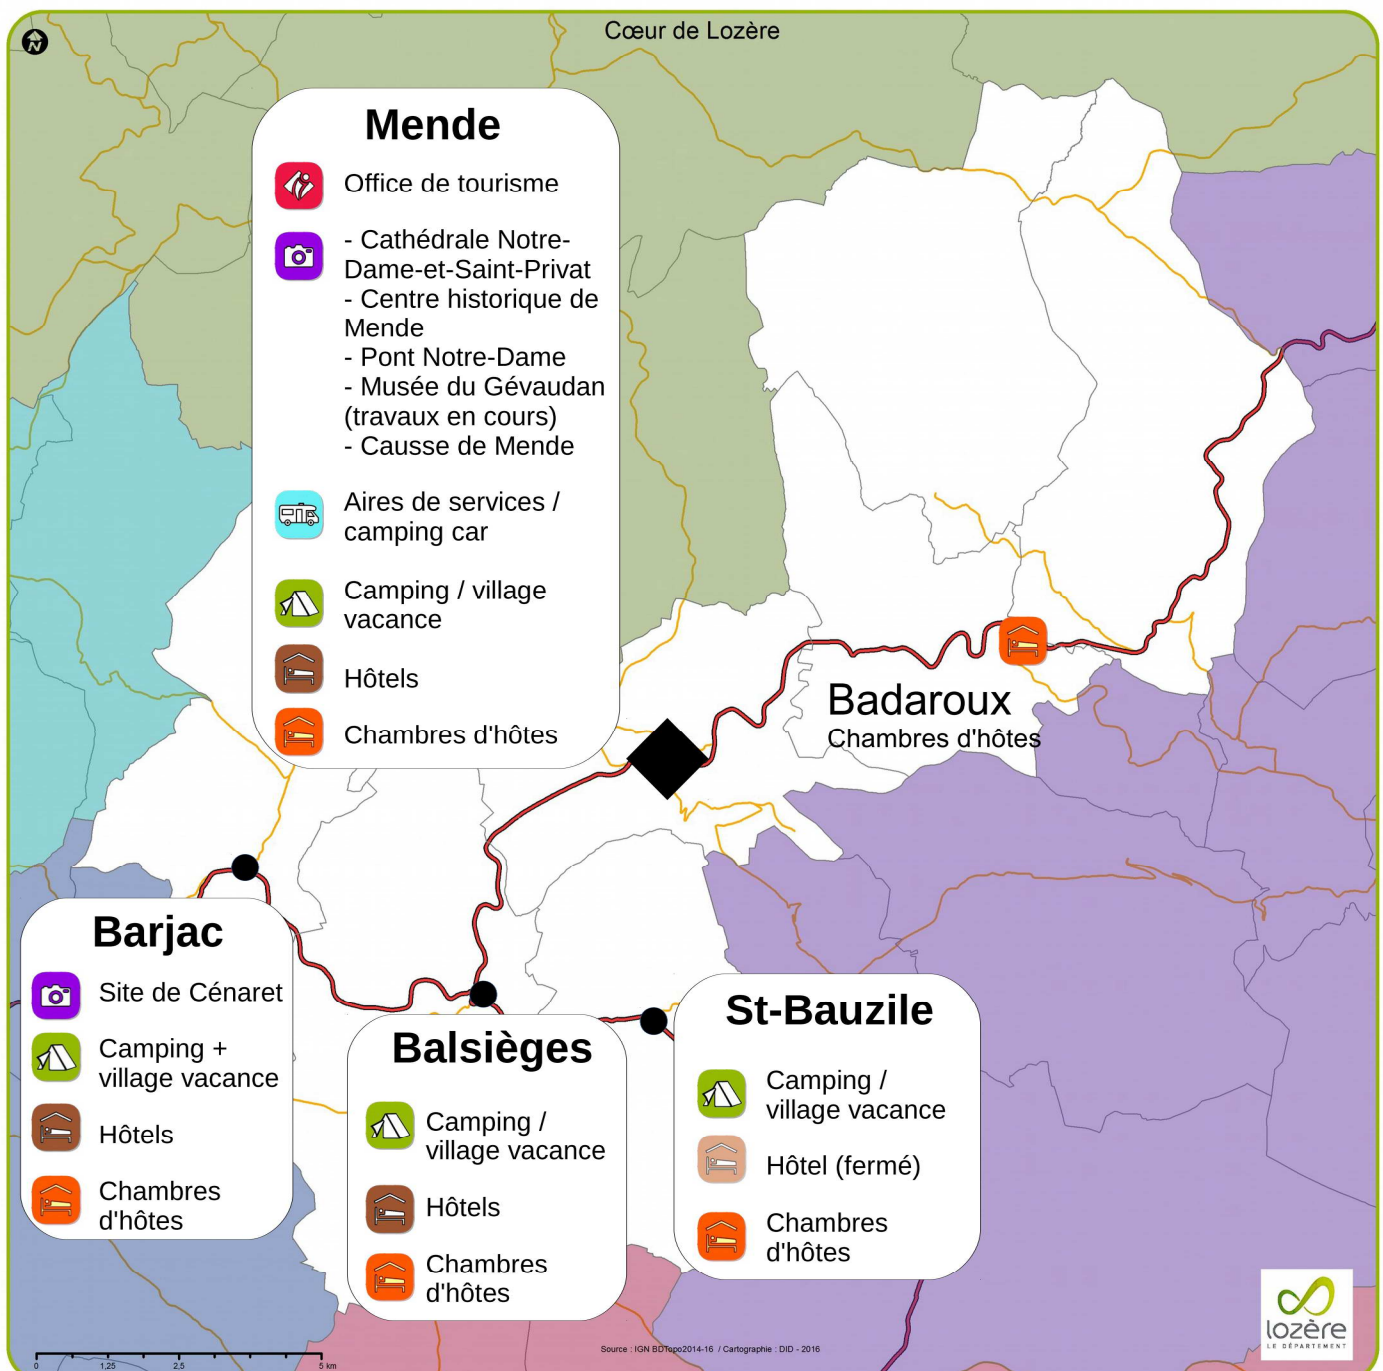 Cœur de Lozère
N
Mende
Office de tourisme
- Cathédrale Notre-
Dame-et-Saint-Privat
- Centre historique de
Mende
- Pont Notre-Dame
- Musée du Gévaudan
(travaux en cours)
- Causse de Mende
Aires de services /
camping car
Camping / village
vacance
Hôtels
Chambres d'hôtes
Badaroux
Chambres d'hôtes
Barjac
Site de Cénaret
Camping +
village vacance
Hôtels
Chambres
d'hôtes
Balsièges
Camping /
village vacance
Hôtels
Chambres
d'hôtes
St-Bauzile
Camping /
village vacance
Hôtel (fermé)
Chambres
d'hôtes
lozère
LE DÉPARTEMENT
0 1,25 2,5 5 km
Source : IGN BDTopo2014-16 / Cartographie : DID - 2016